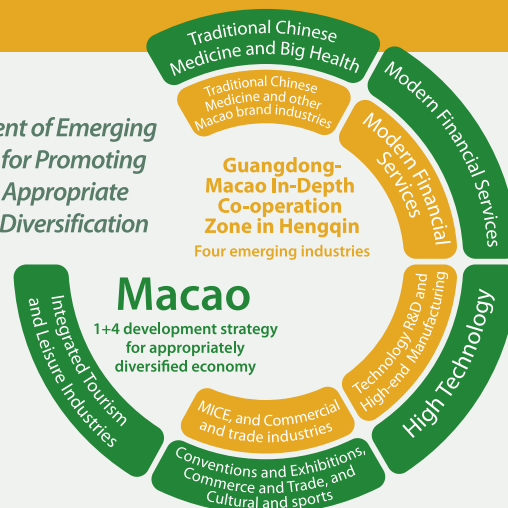 Traditional Chinese
Medicine and Big Health
Traditional Chinese
Medicine and other
Macao brand industries
Modern Financial Services
Modern Financial
Services
of Emerging
for Promoting
Appropriate
Diversification
Guangdong-
Macao In-Depth
Co-operation
Zone in Hengqin
Four emerging industries
Macao
1+4 development strategy
for appropriately
diversified economy
Integrated Tourism
and Leisure Industries
Technology R&D and
High-end Manufacturing
High Technology
MICE, and Commercial
and trade industries
Conventions and Exhibitions,
Commerce and Trade, and
Cultural and sports